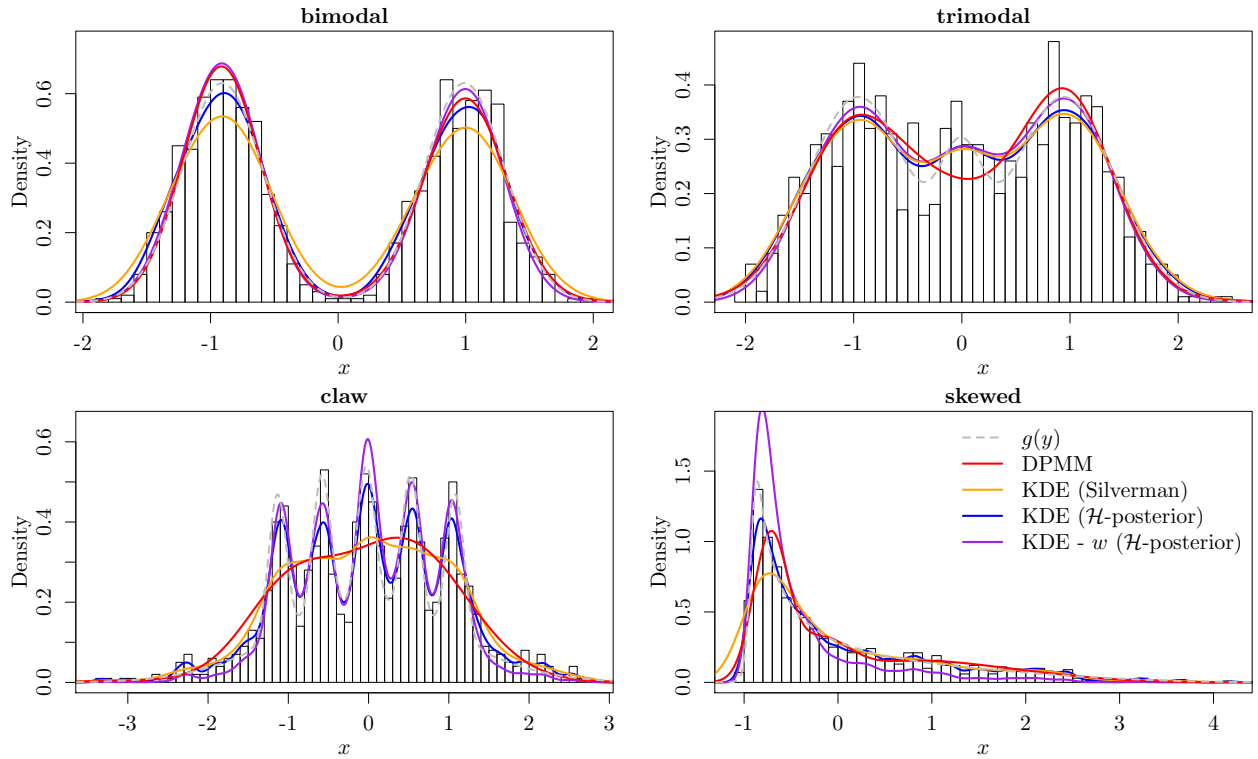 bimodal
Density
0.0 0.2 0.4 0.6
-2 -1 0 1 2
x
trimodal
Density
0.0 0.1 0.2 0.3 0.4
-2 -1 0 1 2
x
claw
Density
0.0 0.2 0.4 0.6
-3 -2 -1 0 1 2 3
x
skewed
Density
0.0 0.5 1.0 1.5
-1 0 1 2 3 4
x
g(y)
DPMM
KDE (Silverman)
KDE (ℋ-posterior)
KDE - w (ℋ-posterior)